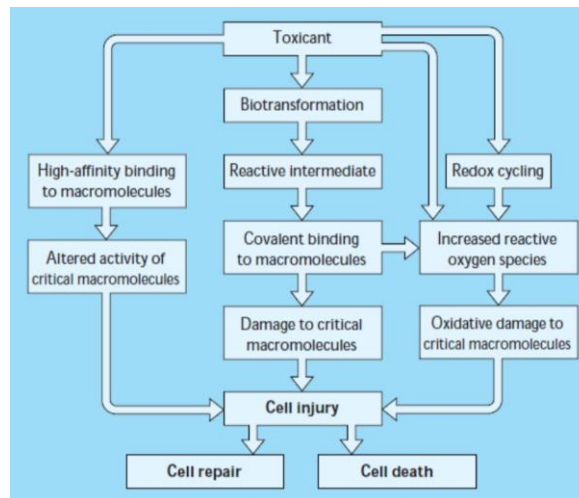 Toxicant
Biotransformation
High-affinity binding
to macromolecules
Reactive intermediate
Redox cycling
Altered activity of
critical macromolecules
Covalent binding
to macromolecules
Increased reactive
oxygen species
Damage to critical
macromolecules
Oxidative damage to
critical macromolecules
Cell injury
Cell repair
Cell death